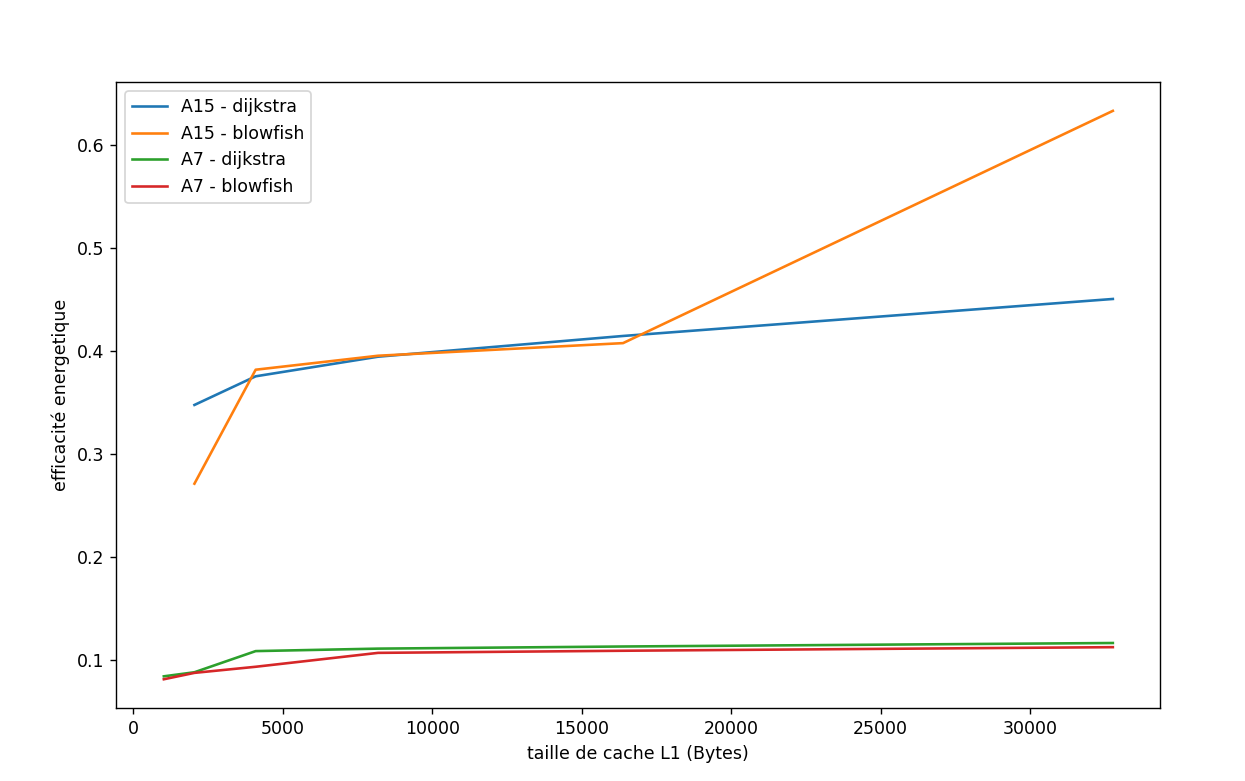 A15 - dijkstra
A15 - blowfish
A7 - dijkstra
A7 - blowfish
0.6
0.5
0.4
0.3
0.2
0.1
efficacité energetique
0 5000 10000 15000 20000 25000 30000
taille de cache L1 (Bytes)